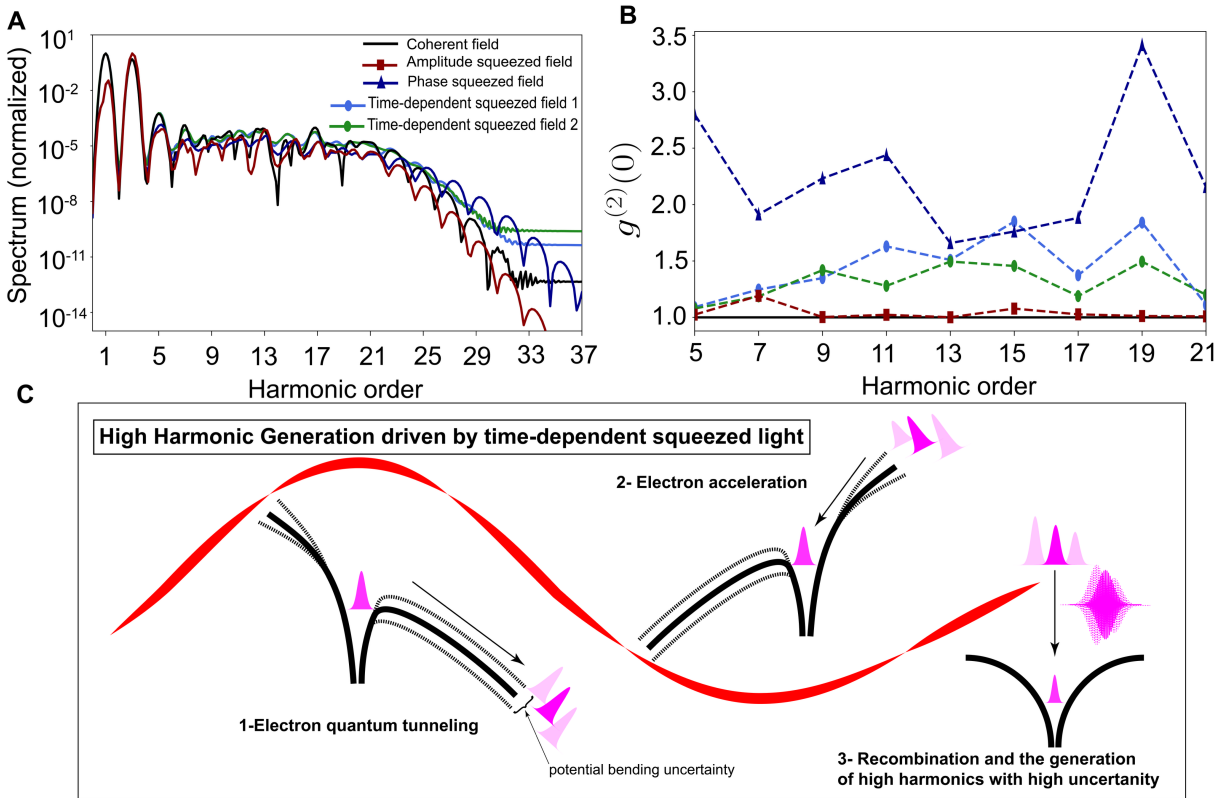 A
Spectrum (normalized)
10¹
10⁻²
10⁻⁵
10⁻⁸
10⁻¹¹
10⁻¹⁴
Coherent field
Amplitude squeezed field
Phase squeezed field
Time-dependent squeezed field 1
Time-dependent squeezed field 2
1 5 9 13 17 21 25 29 33 37
Harmonic order
B
g⁽²⁾(0)
3.5
3.0
2.5
2.0
1.5
1.0
5 7 9 11 13 15 17 19 21
Harmonic order
C
High Harmonic Generation driven by time-dependent squeezed light
1-Electron quantum tunneling
potential bending uncertainty
2- Electron acceleration
3- Recombination and the generation
of high harmonics with high uncertanity